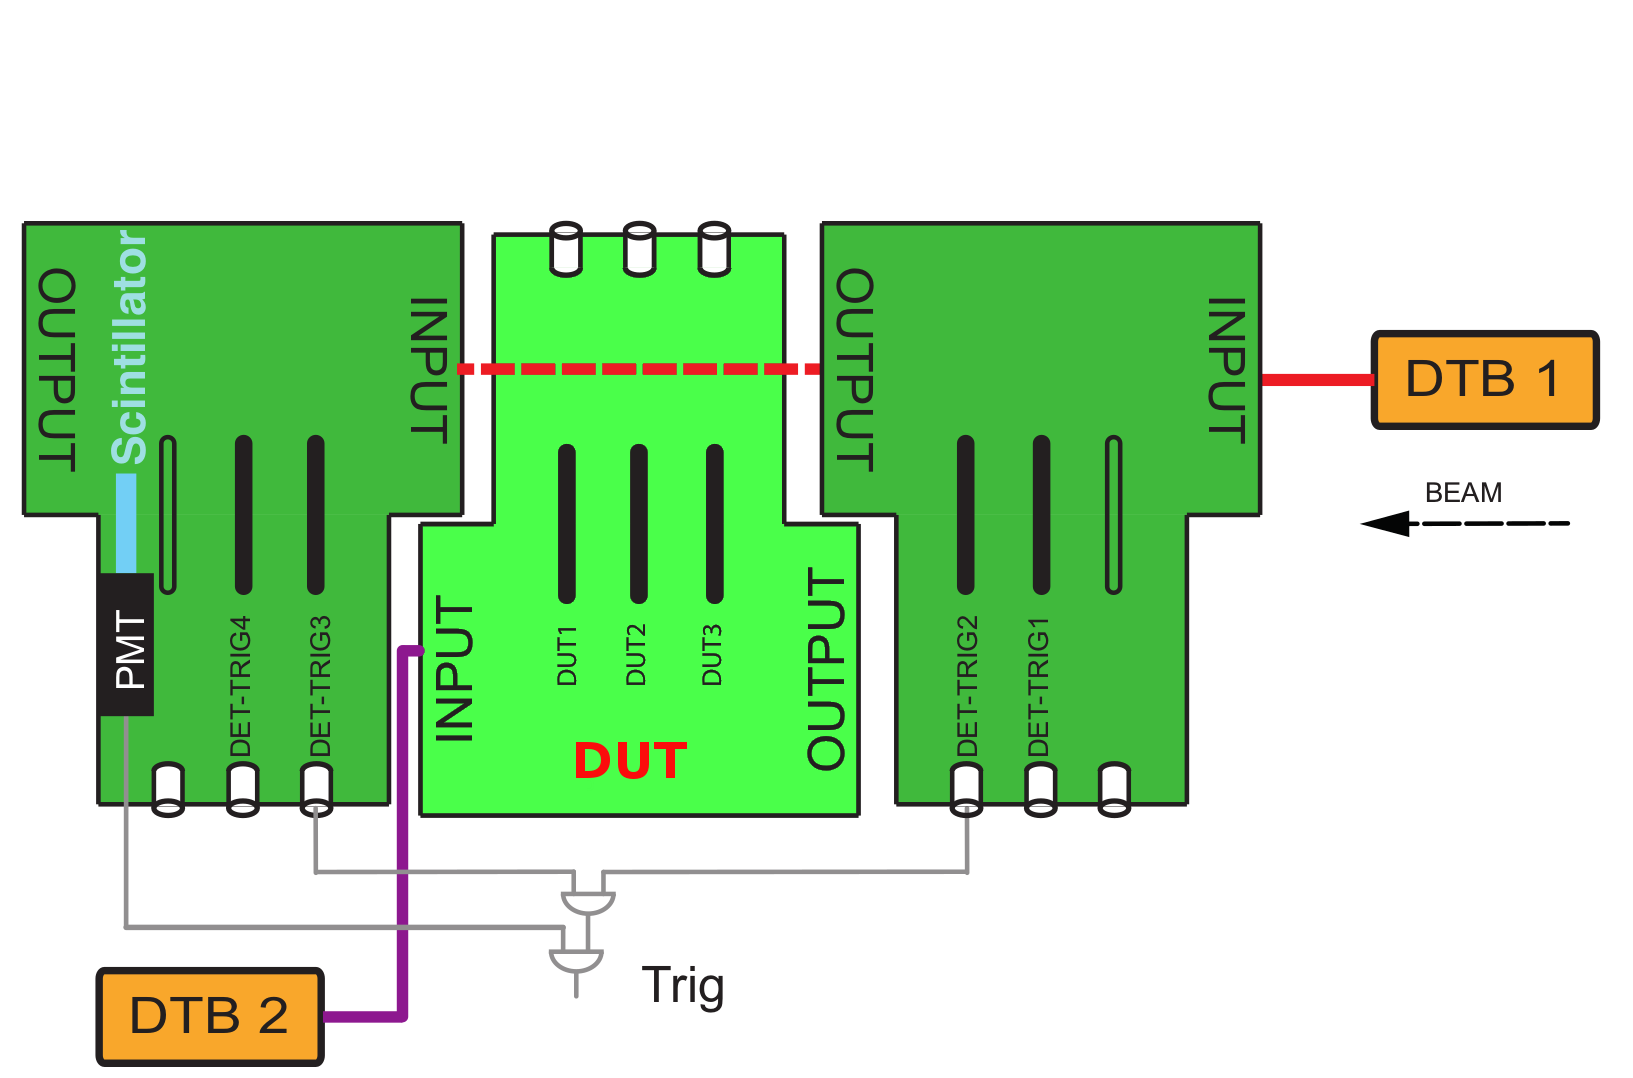 OUTPUT
Scintillator
INPUT
PMT
DET-TRIG4
DET-TRIG3
INPUT
DUT1
DUT2
DUT3
OUTPUT
DUT
OUTPUT
INPUT
DET-TRIG2
DET-TRIG1
DTB 1
BEAM
Trig
DTB 2